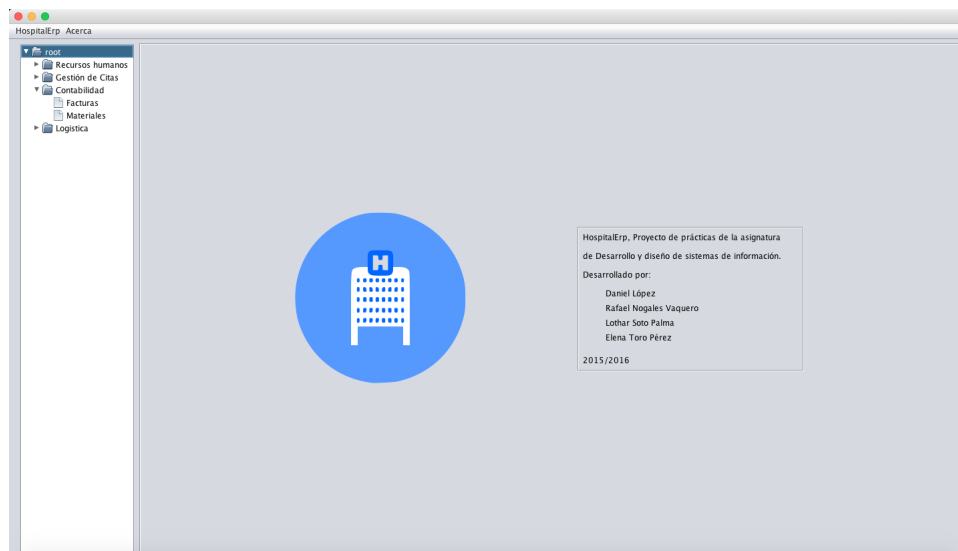 HospitalErp Acerca
root
Recursos humanos
Gestión de Citas
Contabilidad
Facturas
Materiales
Logistica
H
HospitalErp, Proyecto de prácticas de la asignatura
de Desarrollo y diseño de sistemas de información.
Desarrollado por:
Daniel López
Rafael Nogales Vaquero
Lothar Soto Palma
Elena Toro Pérez
2015/2016